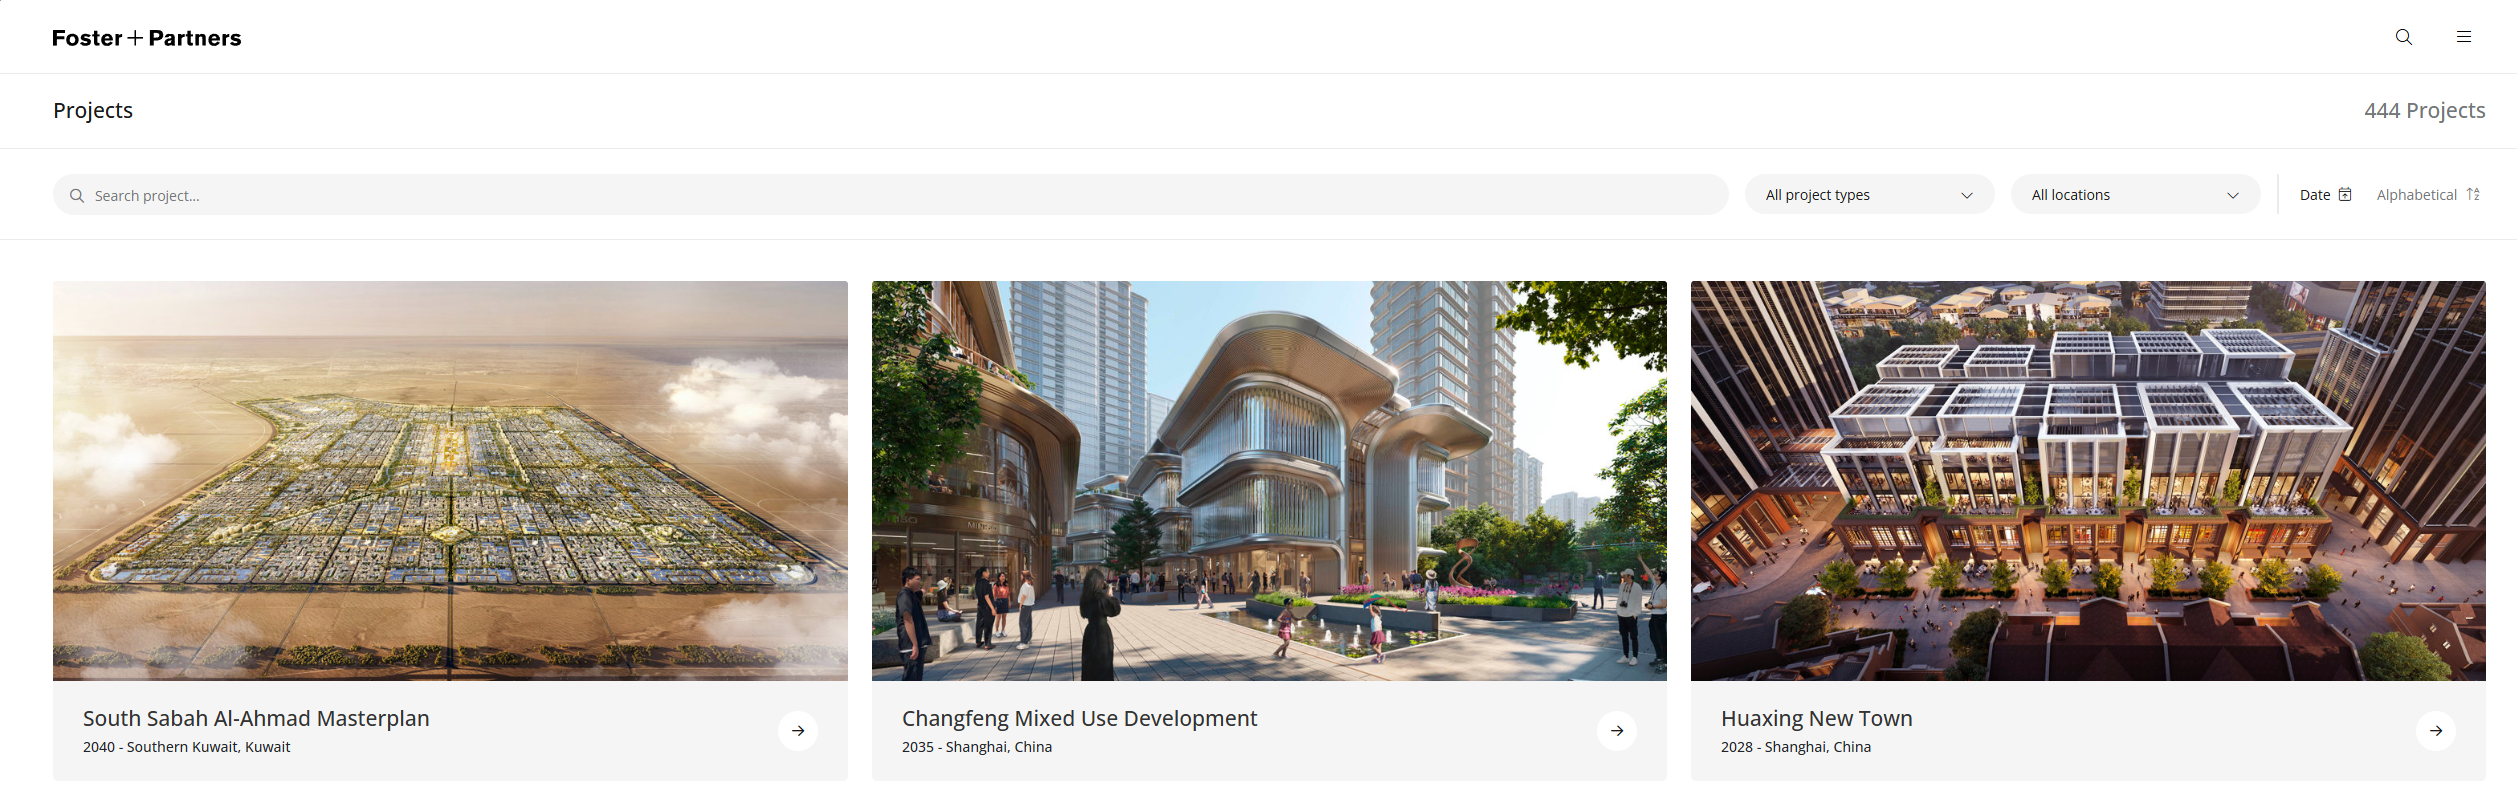 Foster + Partners
Projects
444 Projects
Search project...
All project types
All locations
Date
Alphabetical
South Sabah Al-Ahmad Masterplan
2040 - Southern Kuwait, Kuwait
Changfeng Mixed Use Development
2035 - Shanghai, China
Huaxing New Town
2028 - Shanghai, China